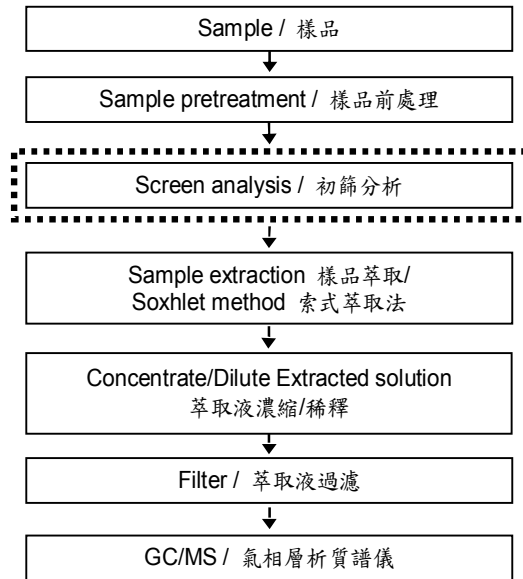 Sample / 樣品
Sample pretreatment / 樣品前處理
Screen analysis / 初篩分析
Sample extraction 樣品萃取/
Soxhlet method 索式萃取法
Concentrate/Dilute Extracted solution
萃取液濃縮/稀釋
Filter / 萃取液過濾
GC/MS / 氣相層析質譜儀